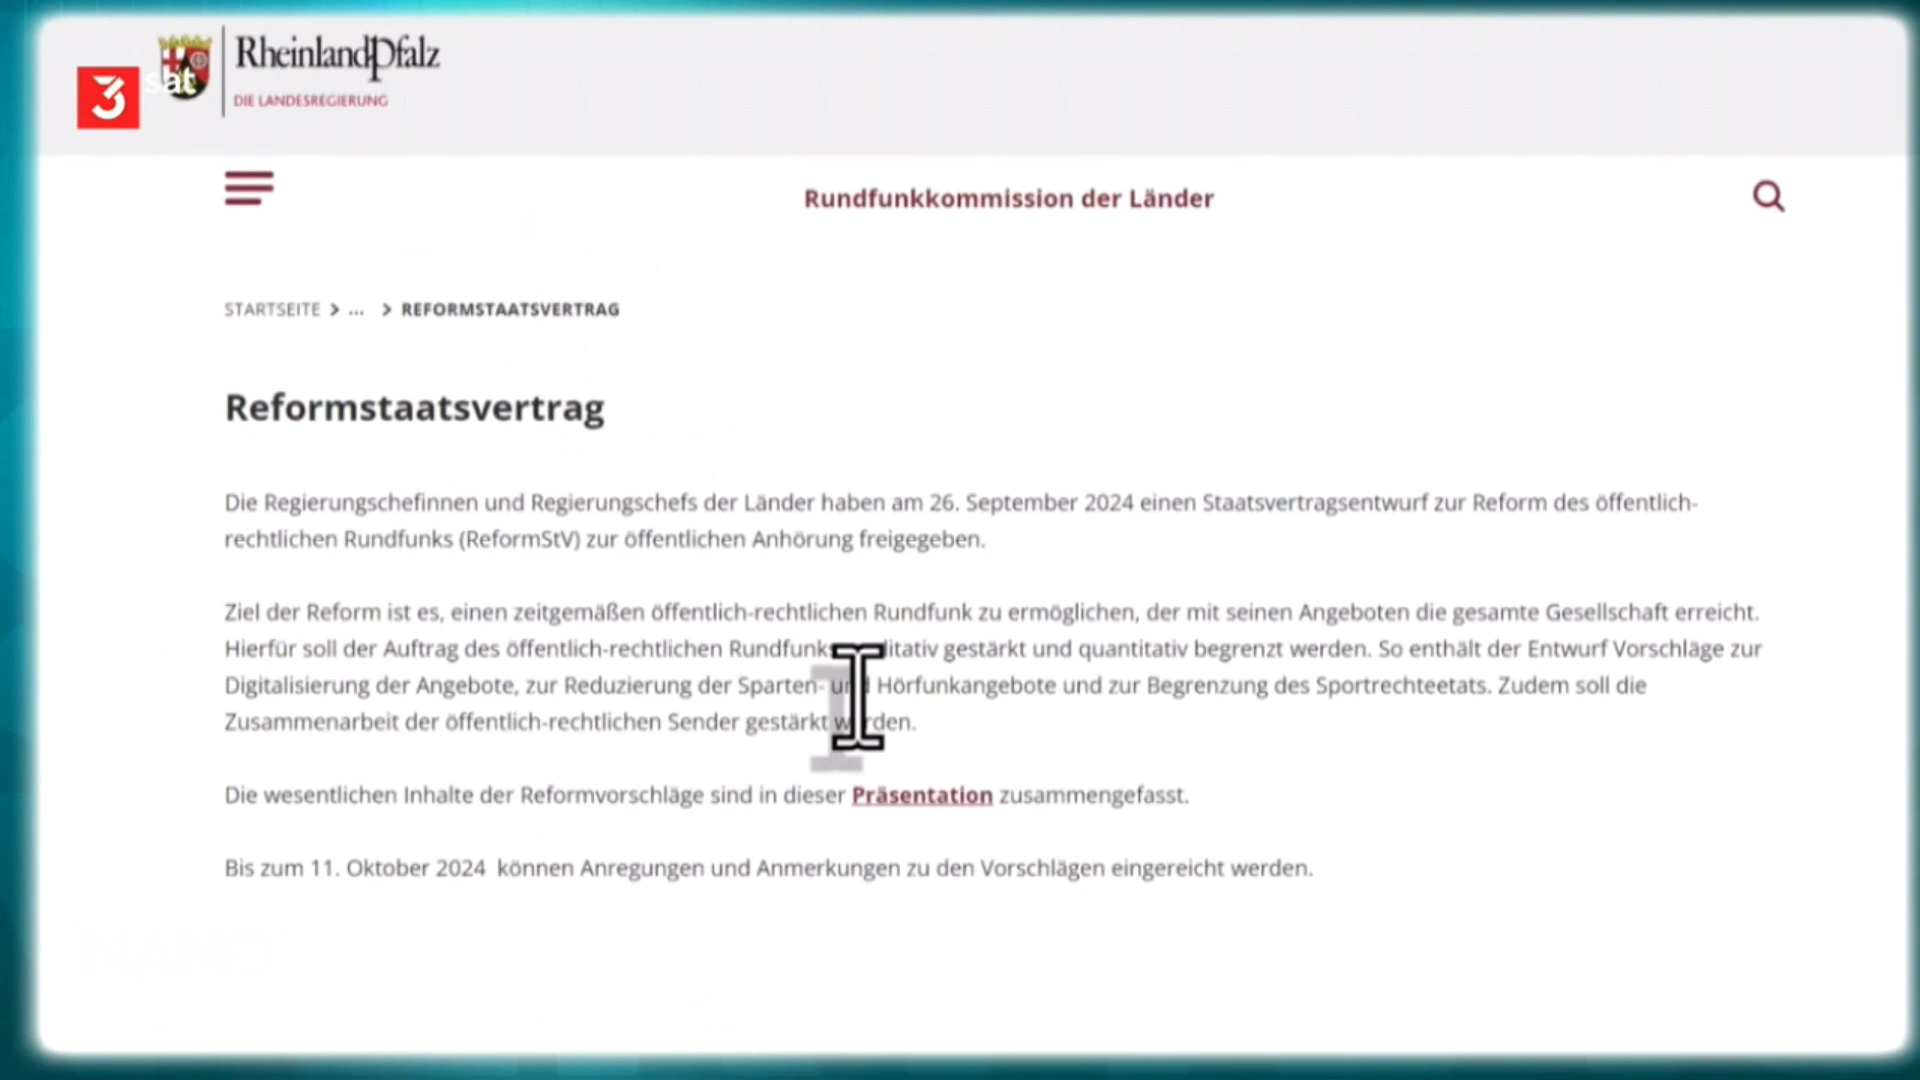 RheinlandPfalz
DIE LANDESREGIERUNG
3sat
Rundfunkkommission der Länder
STARTSEITE > ... > REFORMSTAATSVERTRAG
Reformstaatsvertrag
Die Regierungschefinnen und Regierungschefs der Länder haben am 26. September 2024 einen Staatsvertragsentwurf zur Reform des öffentlich-
rechtlichen Rundfunks (ReformStV) zur öffentlichen Anhörung freigegeben.
Ziel der Reform ist es, einen zeitgemäßen öffentlich-rechtlichen Rundfunk zu ermöglichen, der mit seinen Angeboten die gesamte Gesellschaft erreicht.
Hierfür soll der Auftrag des öffentlich-rechtlichen Rundfunks gestärkt und quantitativ begrenzt werden. So enthält der Entwurf Vorschläge zur
Digitalisierung der Angebote, zur Reduzierung der Sparten- und Hörfunkangebote und zur Begrenzung des Sportrechteetats. Zudem soll die
Zusammenarbeit der öffentlich-rechtlichen Sender gestärkt werden.
Die wesentlichen Inhalte der Reformvorschläge sind in dieser Präsentation zusammengefasst.
Bis zum 11. Oktober 2024 können Anregungen und Anmerkungen zu den Vorschlägen eingereicht werden.